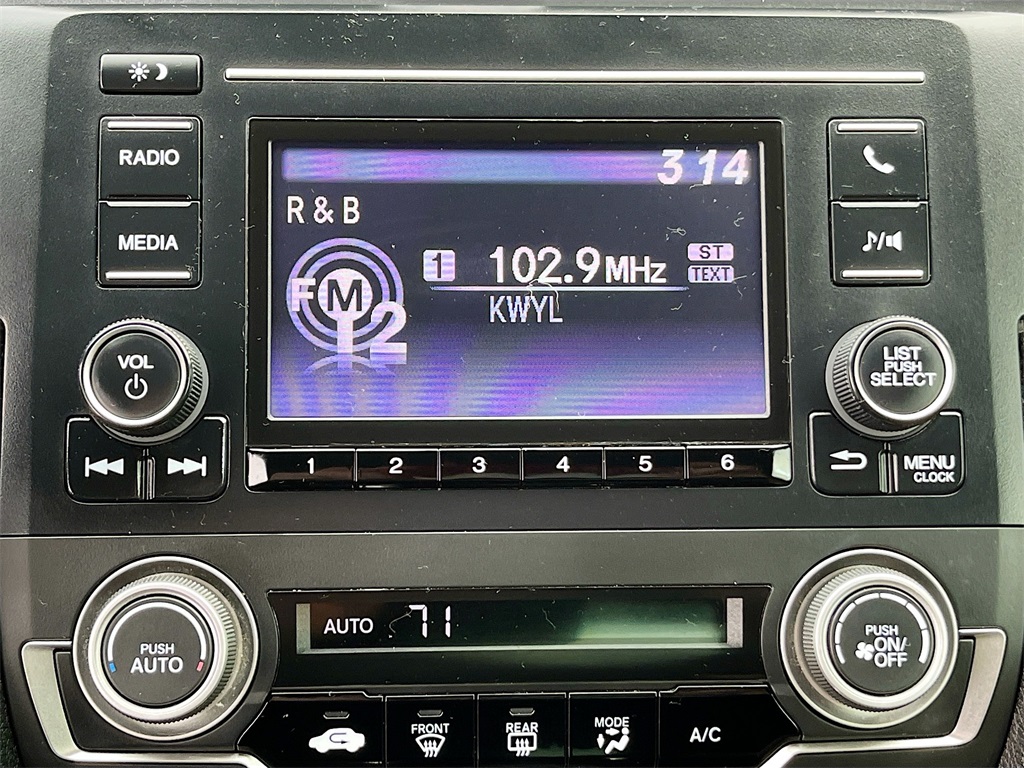 RADIO
MEDIA
3 14
R & B
FM 2
1 102.9MHz ST
TEXT
KWYL
VOL
LIST
PUSH
SELECT
1 2 3 4 5 6
MENU
CLOCK
PUSH
AUTO
AUTO 71
PUSH
ON/
OFF
FRONT
REAR
MODE
A/C